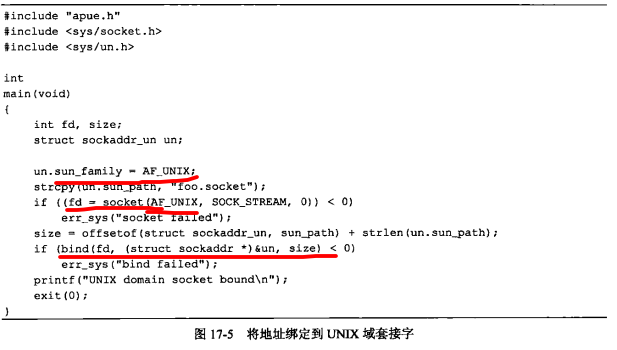 #include "apue.h"
#include <sys/socket.h>
#include <sys/un.h>
int
main(void)
{
int fd, size;
struct sockaddr_un un;
un.sun_family = AF_UNIX;
strcpy(un.sun_path, "foo.socket");
if ((fd = socket(AF_UNIX, SOCK_STREAM, 0)) < 0)
err_sys("socket failed");
size = offsetof(struct sockaddr_un, sun_path) + strlen(un.sun_path);
if (bind(fd, (struct sockaddr *)&un, size) < 0)
err_sys("bind failed");
printf("UNIX domain socket bound\n");
exit(0);
}
图 17-5 将地址绑定到 UNIX 域套接字